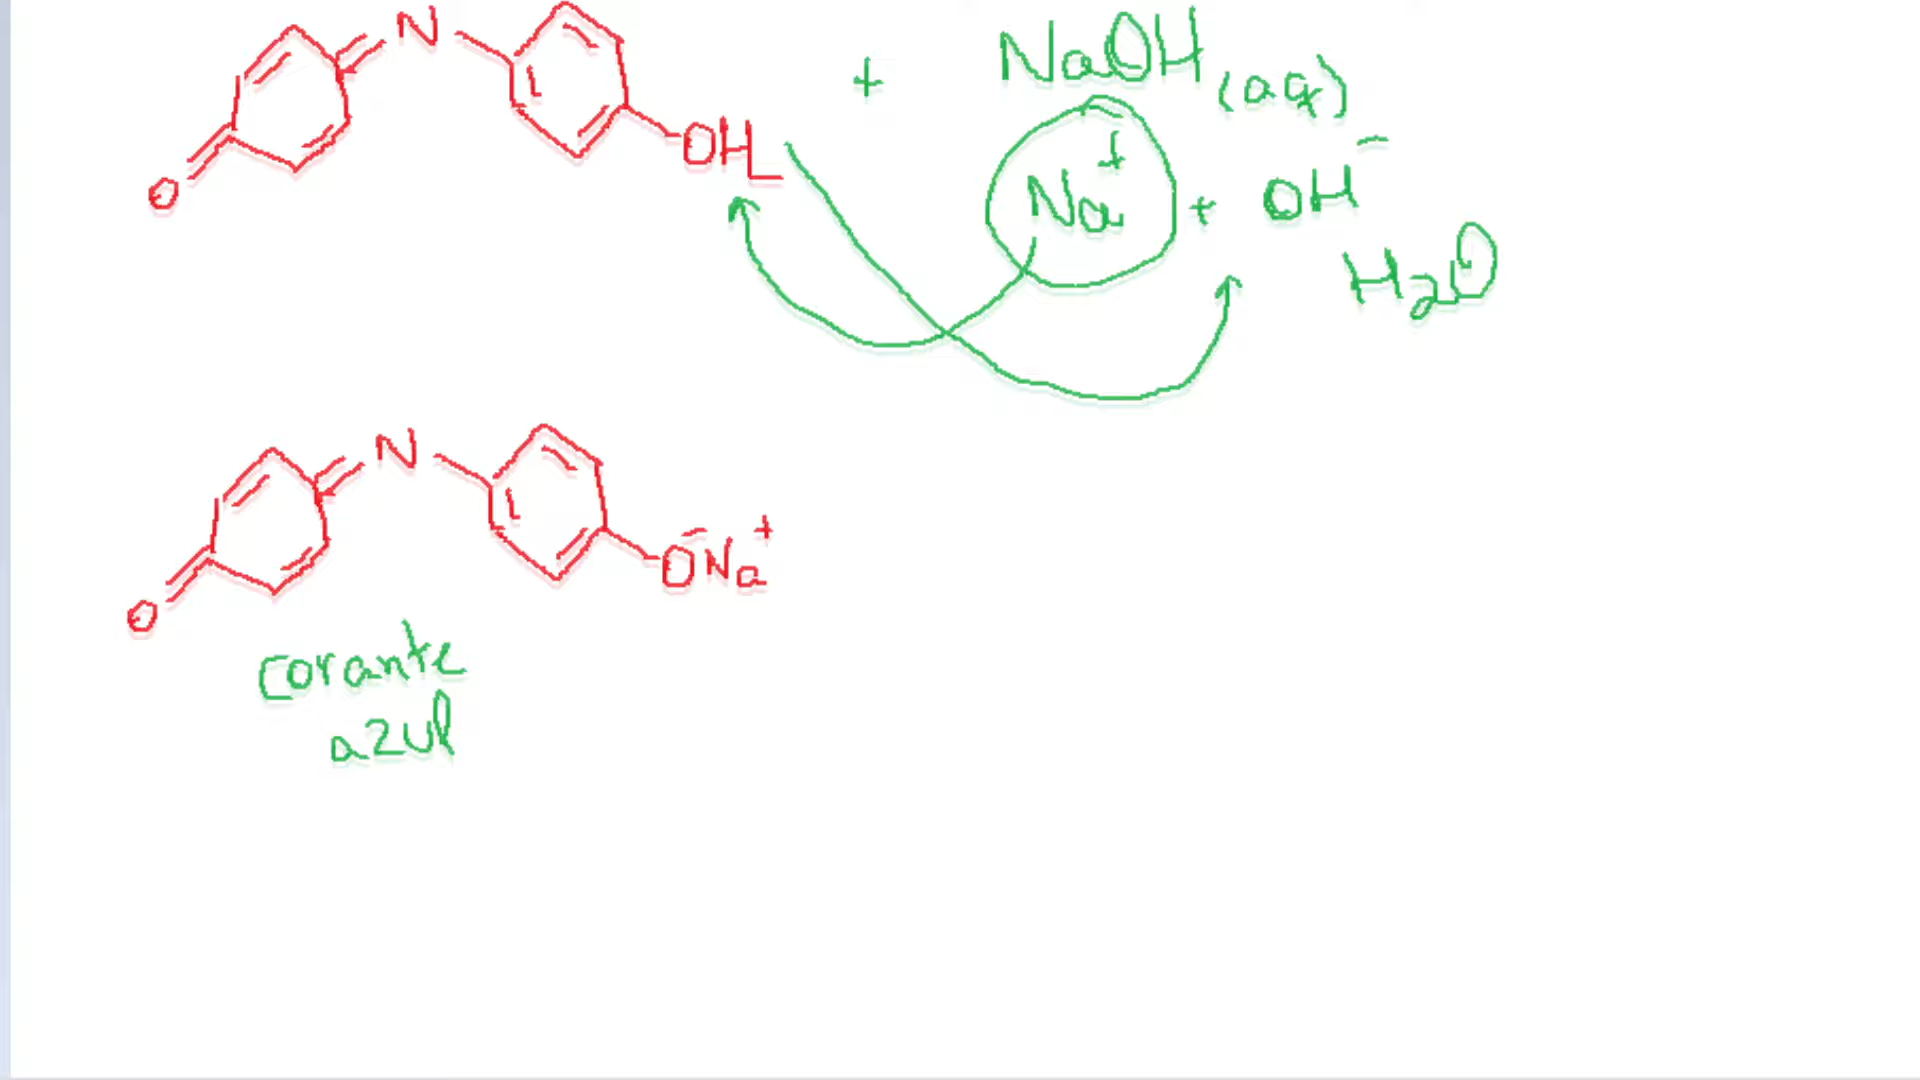 N
OH
O
+ NaOH (aq)
Na+ + OH-
H2O
N
O-Na+
O
corante
azul